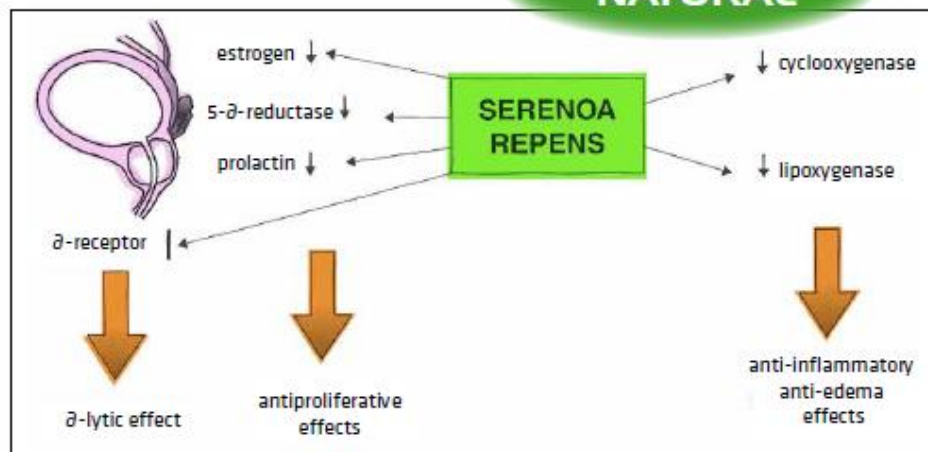 NATURAL
estrogen ↓
5-∂-reductase ↓
prolactin ↓
∂-receptor
SERENOA
REPENS
↓ cyclooxygenase
↓ lipoxygenase
∂-lytic effect
antiproliferative
effects
anti-inflammatory
anti-edema
effects